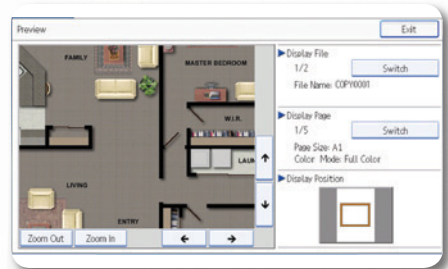 Preview
Exit
FAMILY
MASTER BEDROOM
W.I.R.
LAUN
LIVING
ENTRY
Zoom Out
Zoom In
Display File
1/2
Switch
File Name: COPY0001
Display Page
1/5
Switch
Page Size: A1
Color Mode: Full Color
Display Position